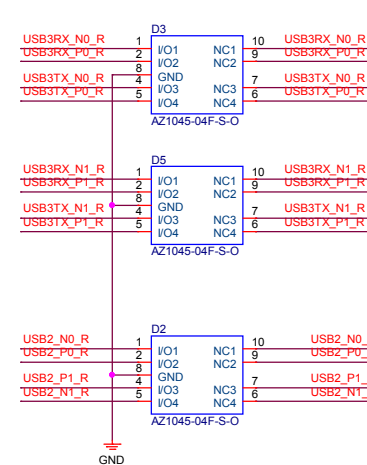 D3
USB3RX_N0_R 1 I/O1 NC1 10 USB3RX_N0_R
USB3RX_P0_R 2 I/O2 NC2 9 USB3RX_P0_R
8 GND
USB3TX_N0_R 4 I/O3 NC3 7 USB3TX_N0_R
USB3TX_P0_R 5 I/O4 NC4 6 USB3TX_P0_R
AZ1045-04F-S-O
D5
USB3RX_N1_R 1 I/O1 NC1 10 USB3RX_N1_R
USB3RX_P1_R 2 I/O2 NC2 9 USB3RX_P1_R
8 GND
USB3TX_N1_R 4 I/O3 NC3 7 USB3TX_N1_R
USB3TX_P1_R 5 I/O4 NC4 6 USB3TX_P1_R
AZ1045-04F-S-O
D2
USB2_N0_R 1 I/O1 NC1 10 USB2_N0_
USB2_P0_R 2 I/O2 NC2 9 USB2_P0_
8 GND
USB2_P1_R 4 I/O3 NC3 7 USB2_P1_
USB2_N1_R 5 I/O4 NC4 6 USB2_N1_
AZ1045-04F-S-O
GND